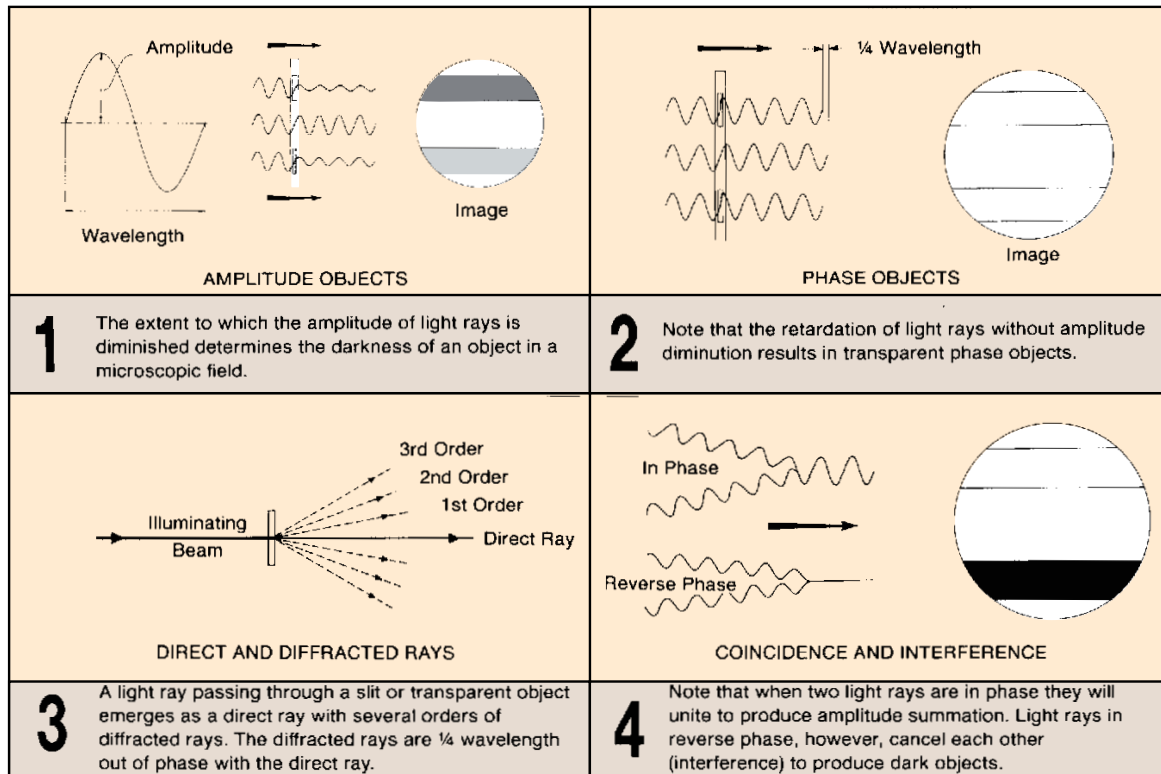 Amplitude
Wavelength
Image
AMPLITUDE OBJECTS
1
The extent to which the amplitude of light rays is
diminished determines the darkness of an object in a
microscopic field.
¼ Wavelength
Image
PHASE OBJECTS
2
Note that the retardation of light rays without amplitude
diminution results in transparent phase objects.
3rd Order
2nd Order
1st Order
Illuminating
Beam
Direct Ray
DIRECT AND DIFFRACTED RAYS
3
A light ray passing through a slit or transparent object
emerges as a direct ray with several orders of
diffracted rays. The diffracted rays are ¼ wavelength
out of phase with the direct ray.
In Phase
Reverse Phase
COINCIDENCE AND INTERFERENCE
4
Note that when two light rays are in phase they will
unite to produce amplitude summation. Light rays in
reverse phase, however, cancel each other
(interference) to produce dark objects.